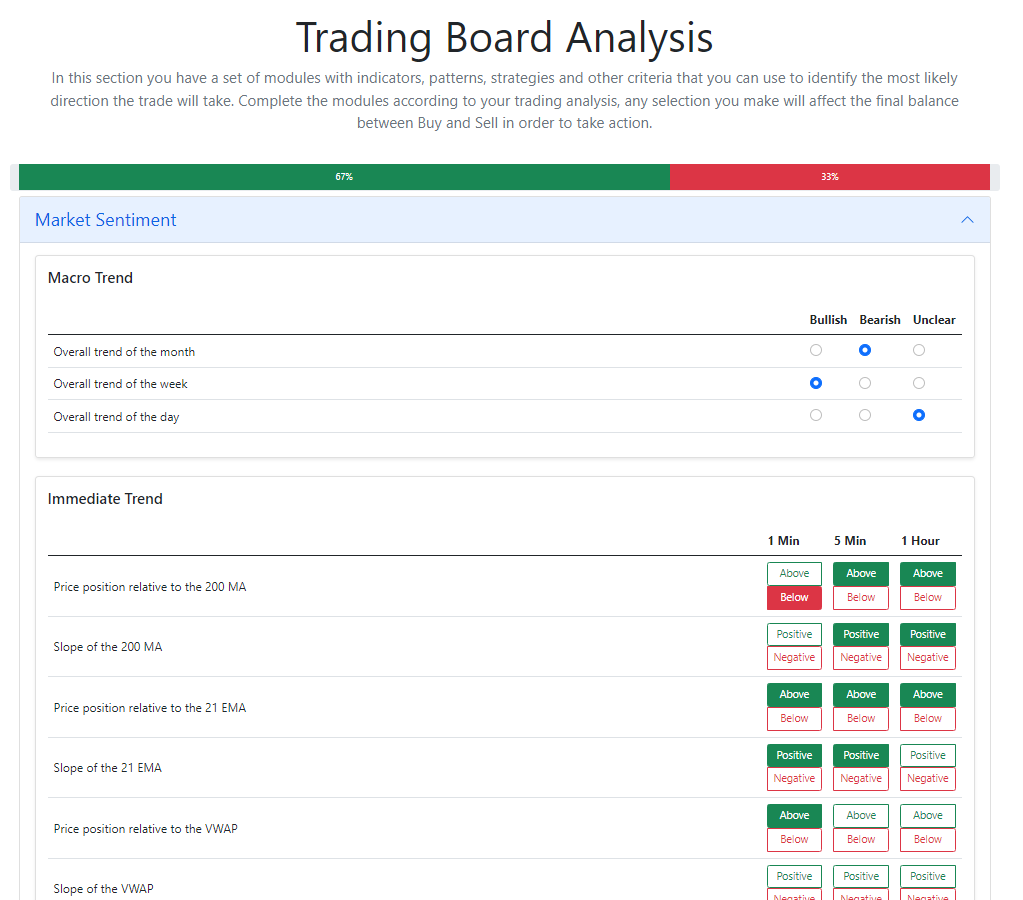 Trading Board Analysis
In this section you have a set of modules with indicators, patterns, strategies and other criteria that you can use to identify the most likely
direction the trade will take. Complete the modules according to your trading analysis, any selection you make will affect the final balance
between Buy and Sell in order to take action.
67% 33%
Market Sentiment
Macro Trend
Bullish Bearish Unclear
Overall trend of the month
Overall trend of the week
Overall trend of the day
Immediate Trend
1 Min 5 Min 1 Hour
Price position relative to the 200 MA
Above Above Above
Below Below Below
Slope of the 200 MA
Positive Positive Positive
Negative Negative Negative
Price position relative to the 21 EMA
Above Above Above
Below Below Below
Slope of the 21 EMA
Positive Positive Positive
Negative Negative Negative
Price position relative to the VWAP
Above Above Above
Below Below Below
Slope of the VWAP
Positive Positive Positive
Negative Negative Negative